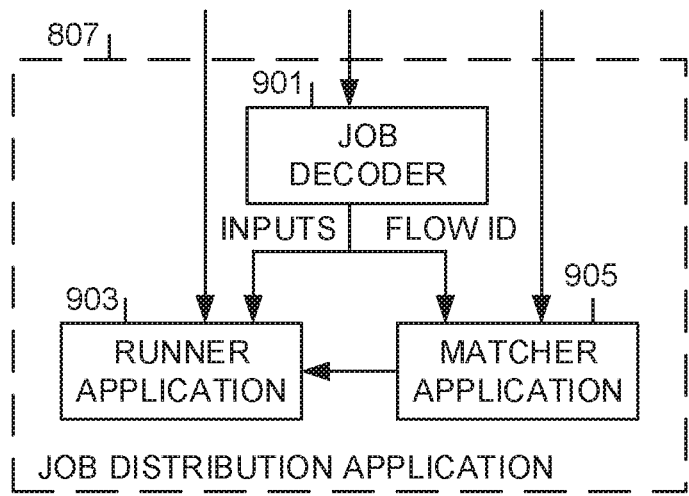 807
901
JOB
DECODER
INPUTS FLOW ID
903
905
RUNNER
APPLICATION
MATCHER
APPLICATION
JOB DISTRIBUTION APPLICATION